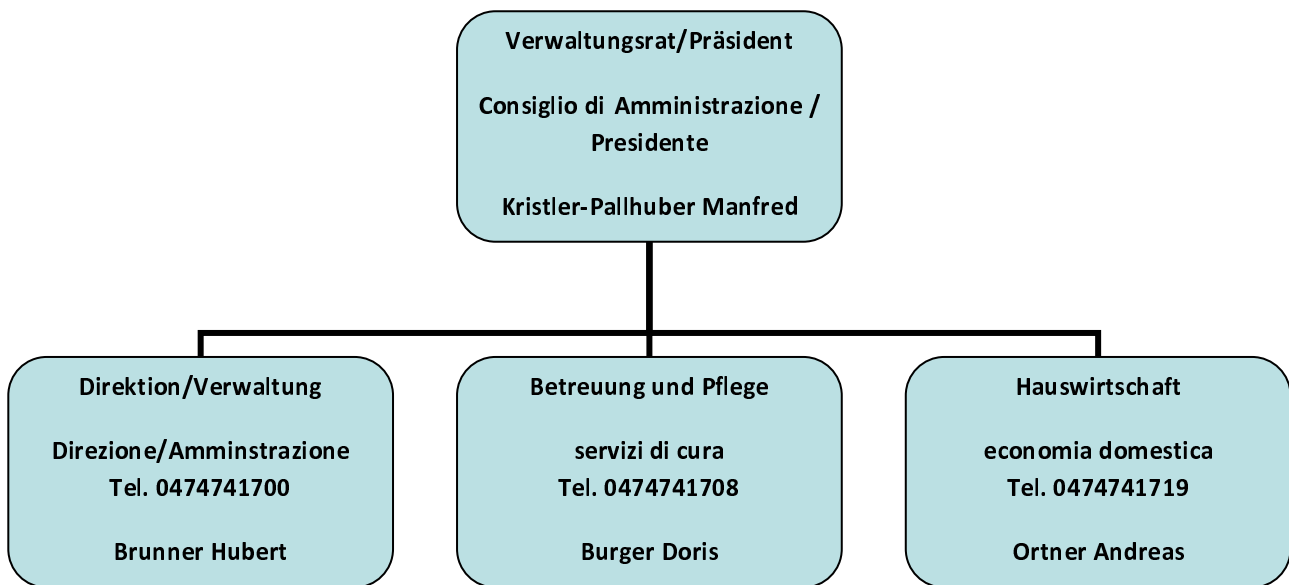 Verwaltungsrat/Präsident
Consiglio di Amministrazione /
Presidente
Kristler-Pallhuber Manfred
Direktion/Verwaltung
Direzione/Amminstrazione
Tel. 0474741700
Brunner Hubert
Betreuung und Pflege
servizi di cura
Tel. 0474741708
Burger Doris
Hauswirtschaft
economia domestica
Tel. 0474741719
Ortner Andreas